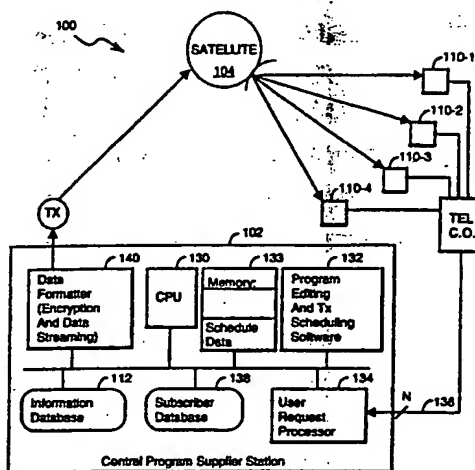 100
SATELLITE
104
110-1
110-2
110-3
110-4
TX
TEL
C.O.
102
140
130
133
132
Data
Formatter
(Encryption
And Data
Streaming)
CPU
Memory:
Schedule
Data
Program
Editing
And Tx
Scheduling
Software
112
138
134
N
136
Information
Database
Subscriber
Database
User
Request
Processor
Central Program Supplier Station